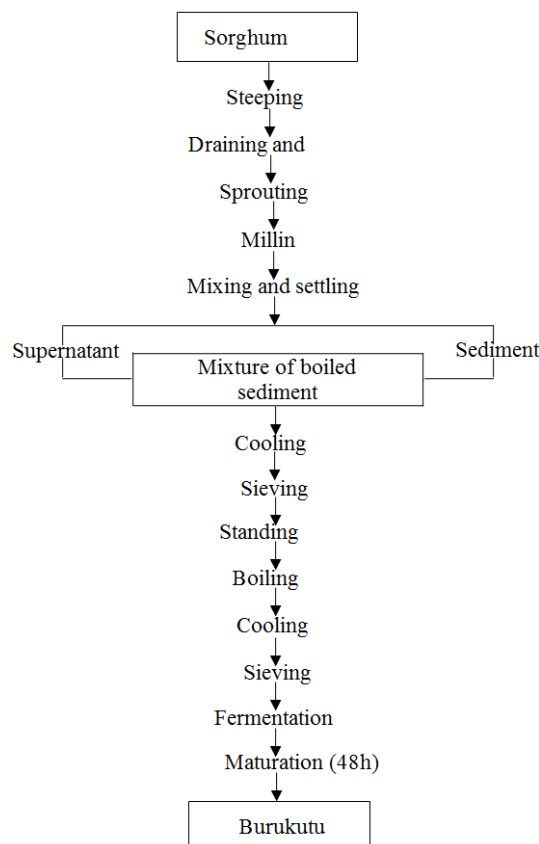 Sorghum
Steeping
Draining and
Sprouting
Millin
Mixing and settling
Supernatant
Sediment
Mixture of boiled
sediment
Cooling
Sieving
Standing
Boiling
Cooling
Sieving
Fermentation
Maturation (48h)
Burukutu